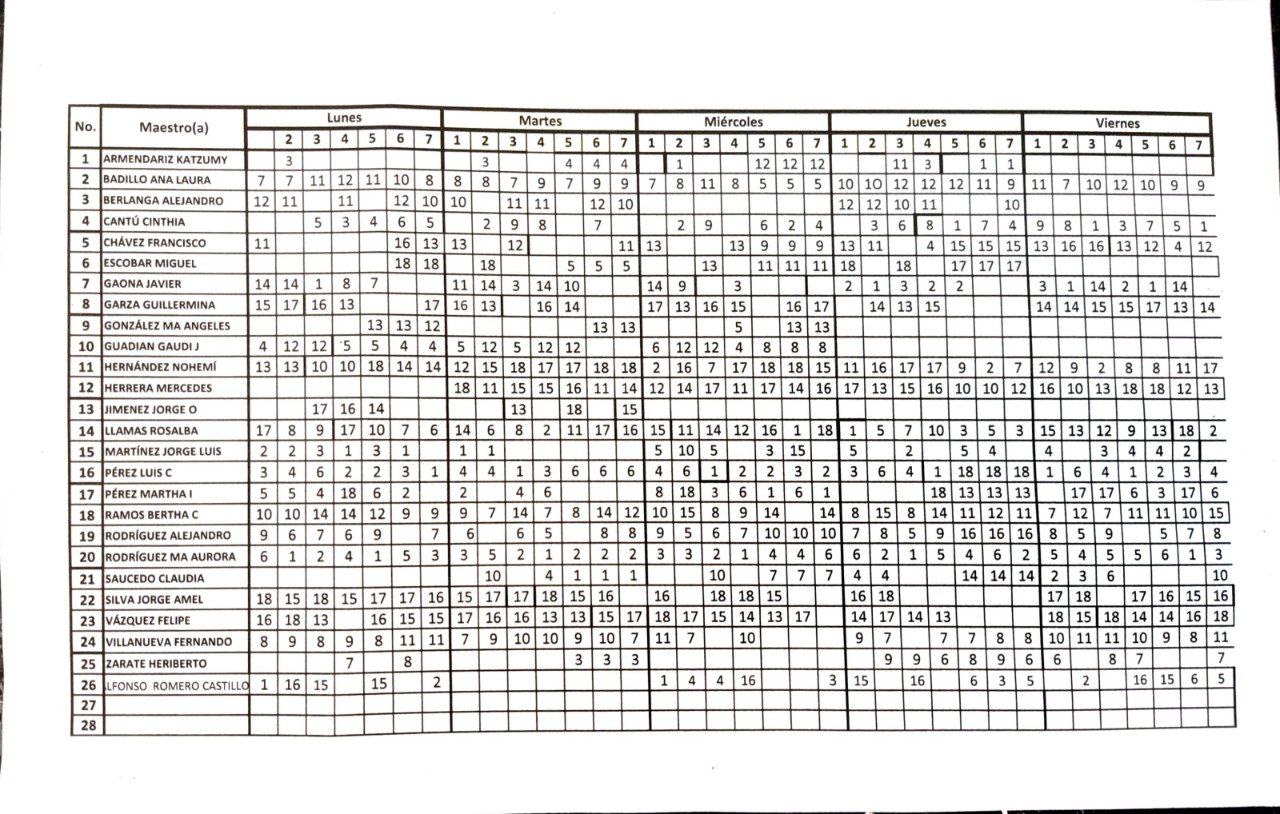 No. Maestro(a) Lunes Martes Miércoles Jueves Viernes
2 3 4 5 6 7 1 2 3 4 5 6 7 1 2 3 4 5 6 7 1 2 3 4 5 6 7 1 2 3 4 5 6 7
1 ARMENDARIZ KATZUMY 3 3 4 4 4 1 12 12 12 11 3 1 1
2 BADILLO ANA LAURA 7 7 11 12 11 10 8 8 8 7 9 7 9 9 7 8 11 8 5 5 5 10 10 12 12 12 11 9 11 7 10 12 10 9 9
3 BERLANGA ALEJANDRO 12 11 11 12 10 10 11 11 12 10 12 12 10 11 10
4 CANTÚ CINTHIA 5 3 4 6 5 2 9 8 7 2 9 6 2 4 3 6 8 1 7 4 9 8 1 3 7 5 1
5 CHÁVEZ FRANCISCO 11 16 13 13 12 11 13 13 9 9 9 13 11 4 15 15 15 13 16 16 13 12 4 12
6 ESCOBAR MIGUEL 18 18 18 5 5 5 13 11 11 11 18 18 17 17 17
7 GAONA JAVIER 14 14 1 8 7 11 14 3 14 10 14 9 3 2 1 3 2 2 3 1 14 2 1 14
8 GARZA GUILLERMINA 15 17 16 13 17 16 13 16 14 17 13 16 15 16 17 14 13 15 14 14 15 15 17 13 14
9 GONZÁLEZ MA ANGELES 13 13 12 13 13 5 13 13
10 GUADIAN GAUDI J 4 12 12 5 5 4 4 5 12 5 12 12 6 12 12 4 8 8 8
11 HERNÁNDEZ NOHEMÍ 13 13 10 10 18 14 14 12 15 18 17 17 18 18 2 16 7 17 18 18 15 11 16 17 17 9 2 7 12 9 2 8 8 11 17
12 HERRERA MERCEDES 18 11 15 15 16 11 14 12 14 17 11 17 14 16 17 13 15 16 10 10 12 16 10 13 18 18 12 13
13 JIMENEZ JORGE O 17 16 14 13 18 15
14 LLAMAS ROSALBA 17 8 9 17 10 7 6 14 6 8 2 11 17 16 15 11 14 12 16 1 18 1 5 7 10 3 5 3 15 13 12 9 13 18 2
15 MARTÍNEZ JORGE LUIS 2 2 3 1 3 1 1 1 5 10 5 3 15 5 2 5 4 4 3 4 4 2
16 PÉREZ LUIS C 3 4 6 2 2 3 1 4 4 1 3 6 6 6 4 6 1 2 2 3 2 3 6 4 1 18 18 18 1 6 4 1 2 3 4
17 PÉREZ MARTHA I 5 5 4 18 6 2 2 4 6 8 18 3 6 1 6 1 18 13 13 13 17 17 6 3 17 6
18 RAMOS BERTHA C 10 10 14 14 12 9 9 9 7 14 7 8 14 12 10 15 8 9 14 14 8 15 8 14 11 12 11 7 12 7 11 11 10 15
19 RODRÍGUEZ ALEJANDRO 9 6 7 6 9 7 6 6 5 8 8 9 5 6 7 10 10 10 7 8 5 9 16 16 16 8 5 9 5 7 8
20 RODRÍGUEZ MA AURORA 6 1 2 4 1 5 3 3 5 2 1 2 2 2 3 3 2 1 4 4 6 6 2 1 5 4 6 2 5 4 5 5 6 1 3
21 SAUCEDO CLAUDIA 10 4 1 1 1 10 7 7 7 4 4 14 14 14 2 3 6 10
22 SILVA JORGE AMEL 18 15 18 15 17 17 16 15 17 17 18 15 16 16 18 18 15 16 18 17 18 17 16 15 16
23 VÁZQUEZ FELIPE 16 18 13 16 15 15 17 16 16 13 13 15 17 18 17 15 14 13 17 14 17 14 13 18 15 18 14 14 16 18
24 VILLANUEVA FERNANDO 8 9 8 9 8 11 11 7 9 10 10 9 10 7 11 7 10 9 7 7 7 8 8 10 11 11 10 9 8 11
25 ZARATE HERIBERTO 7 8 3 3 3 9 9 6 8 9 6 6 8 7 7
26 LFONSO ROMERO CASTILLO 1 16 15 15 2 1 4 4 16 3 15 16 6 3 5 2 16 15 6 5
27
28